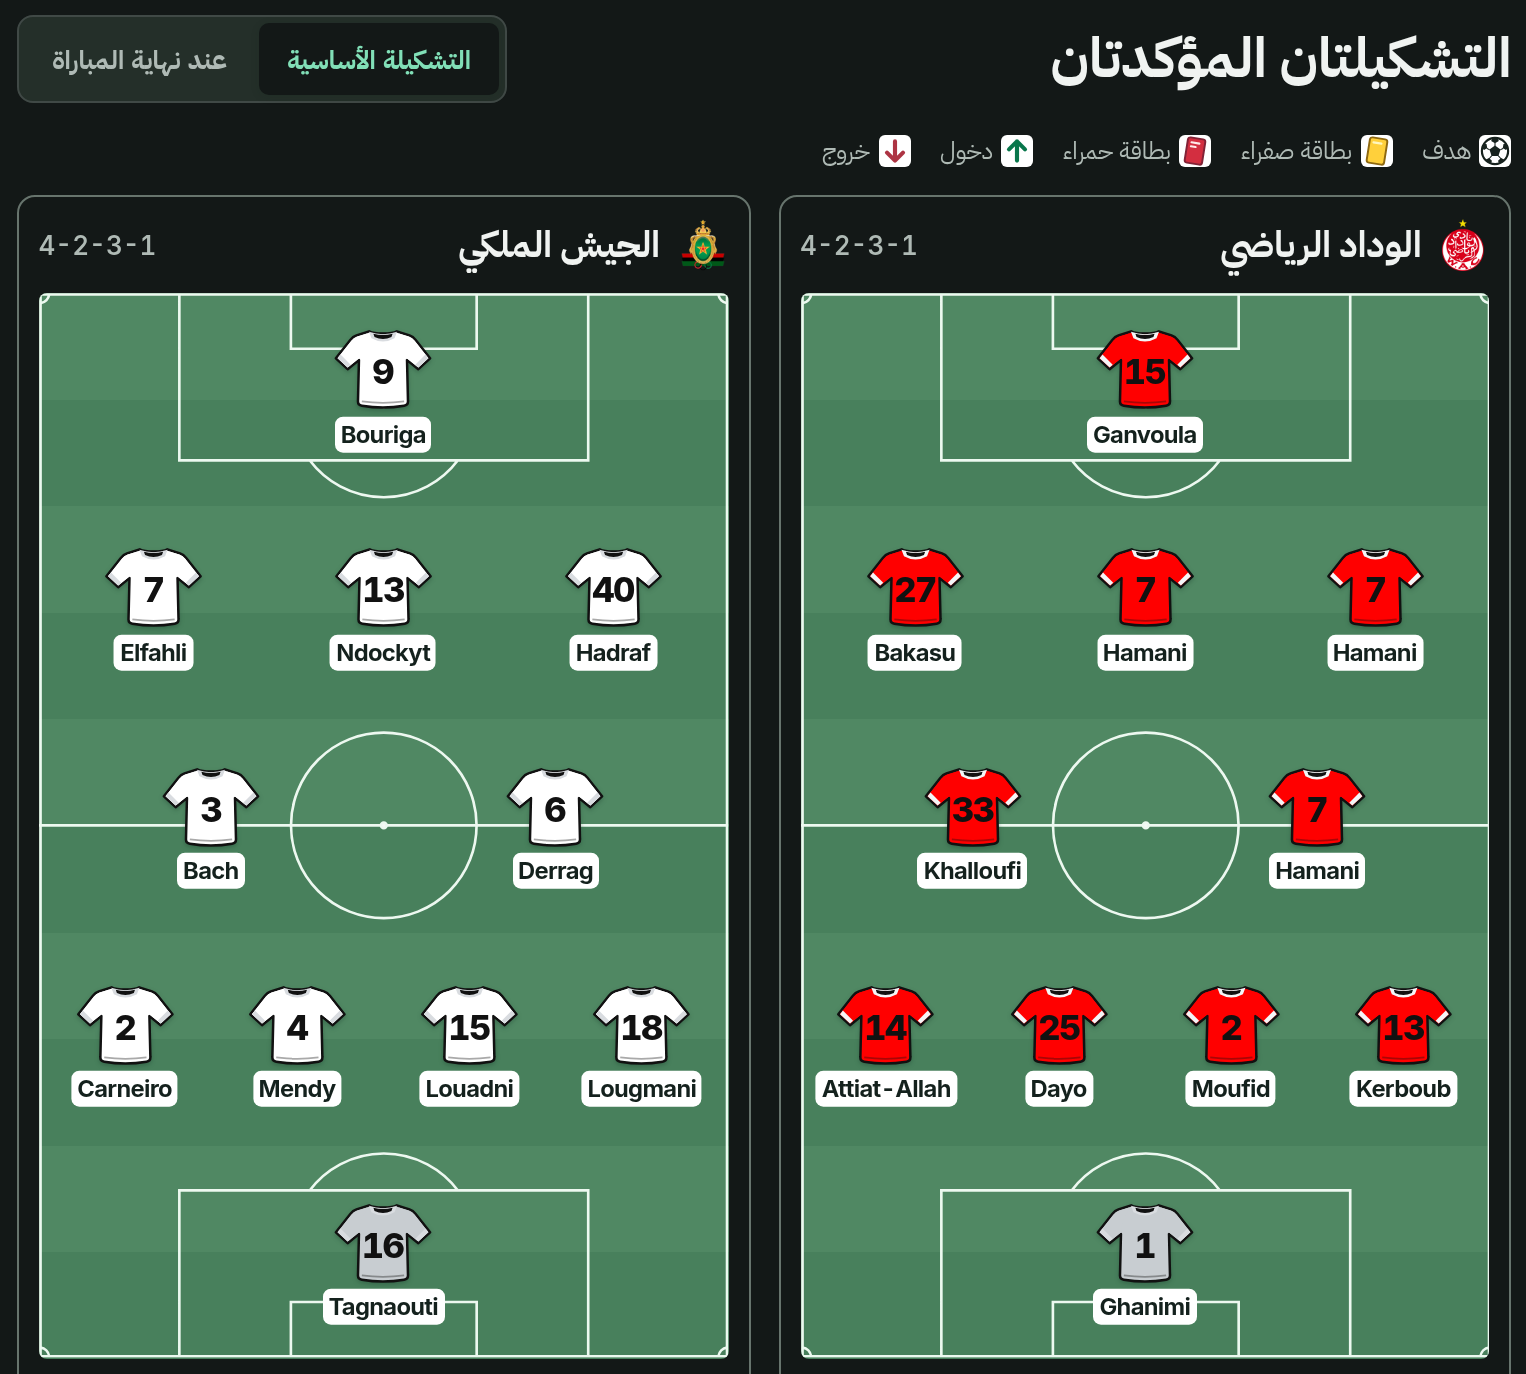 التشكيلتان المؤكدتان
التشكيلة الأساسية
عند نهاية المباراة
هدف
بطاقة صفراء
بطاقة حمراء
دخول
خروج
الوداد الرياضي
4-2-3-1
15
Ganvoula
27 7 7
Bakasu Hamani Hamani
33 7
Khalloufi Hamani
14 25 2 13
Attiat-Allah Dayo Moufid Kerboub
1
Ghanimi
الجيش الملكي
4-2-3-1
9
Bouriga
7 13 40
Elfahli Ndockyt Hadraf
3 6
Bach Derrag
2 4 15 18
Carneiro Mendy Louadni Lougmani
16
Tagnaouti